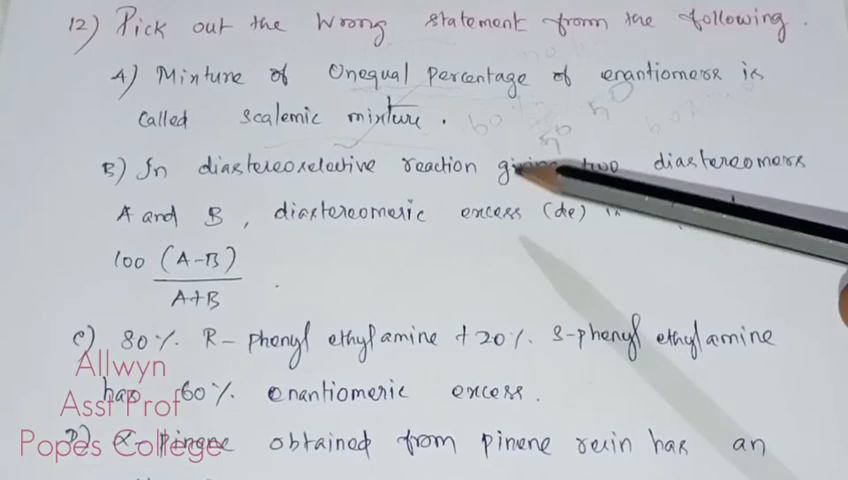 12) Pick out the wrong statement from the following.
A) Mixture of Unequal percentage of enantiomers is
called scalemic mixture.
B) In diastereoselective reaction giving two diastereomers
A and B, diastereomeric excess (de) is
100 (A-B)
A+B
C) 80% R- phenyl ethylamine + 20% S-phenyl ethylamine
has 60% enantiomeric excess.
D) α-Pinene obtained from pinene resin has an
Allwyn
Asst Prof
Popes College